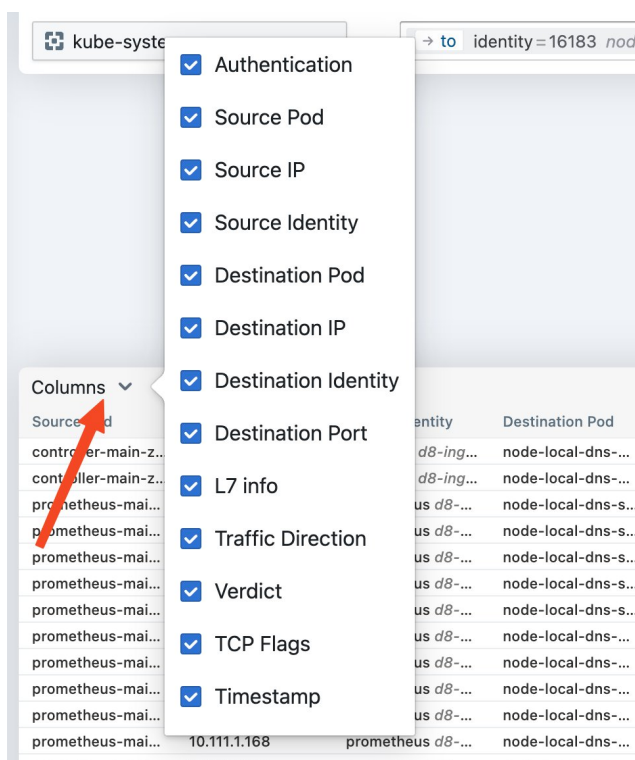 kube-syste
→ to identity=16183 nod
Authentication
Source Pod
Source IP
Source Identity
Destination Pod
Destination IP
Destination Identity
Destination Port
L7 info
Traffic Direction
Verdict
TCP Flags
Timestamp
Columns
Source entity Destination Pod
controller-main-z... d8-ing... node-local-dns-...
controller-main-z... d8-ing... node-local-dns-...
prometheus-mai... us d8-... node-local-dns-s...
prometheus-mai... us d8-... node-local-dns-s...
prometheus-mai... us d8-... node-local-dns-s...
prometheus-mai... us d8-... node-local-dns-s...
prometheus-mai... us d8-... node-local-dns-s...
prometheus-mai... us d8-... node-local-dns-...
prometheus-mai... us d8-... node-local-dns-...
prometheus-mai... us d8-... node-local-dns-...
prometheus-mai... us d8-... node-local-dns-...
prometheus-mai... 10.111.1.168 prometheus d8-... node-local-dns-...